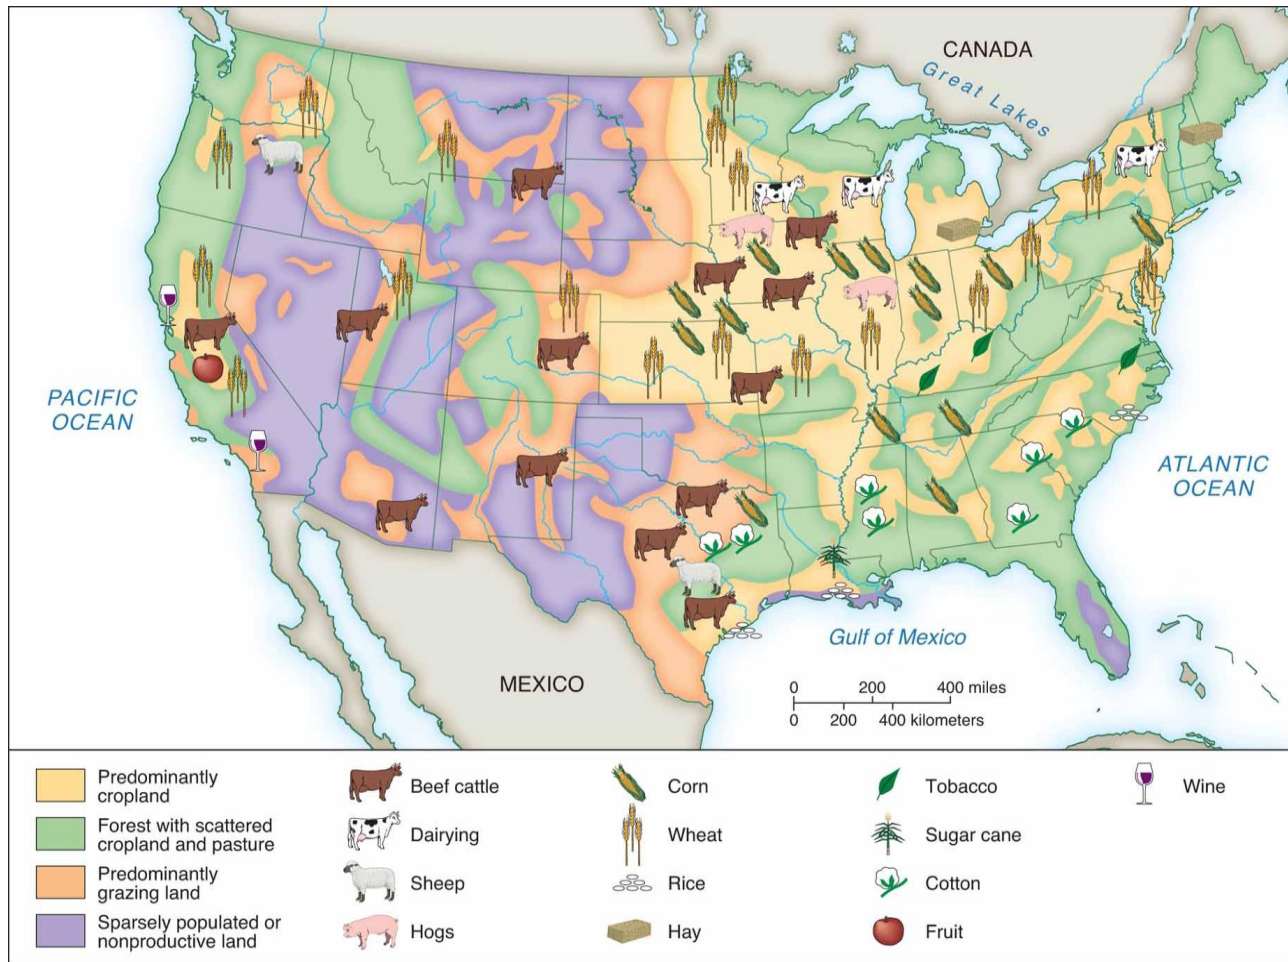 CANADA
Great Lakes
PACIFIC
OCEAN
ATLANTIC
OCEAN
Gulf of Mexico
MEXICO
0 200 400 miles
0 200 400 kilometers
Predominantly
cropland
Forest with scattered
cropland and pasture
Predominantly
grazing land
Sparsely populated or
nonproductive land
Beef cattle
Dairying
Sheep
Hogs
Corn
Wheat
Rice
Hay
Tobacco
Sugar cane
Cotton
Fruit
Wine